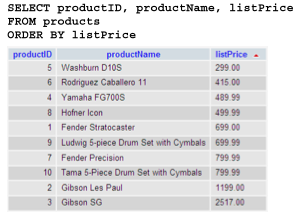 SELECT productID, productName, listPrice
FROM products
ORDER BY listPrice
productID productName listPrice
5 Washburn D10S 299.00
6 Rodriguez Caballero 11 415.00
4 Yamaha FG700S 489.99
8 Hofner Icon 499.99
1 Fender Stratocaster 699.00
9 Ludwig 5-piece Drum Set with Cymbals 699.99
7 Fender Precision 799.99
10 Tama 5-Piece Drum Set with Cymbals 799.99
2 Gibson Les Paul 1199.00
3 Gibson SG 2517.00